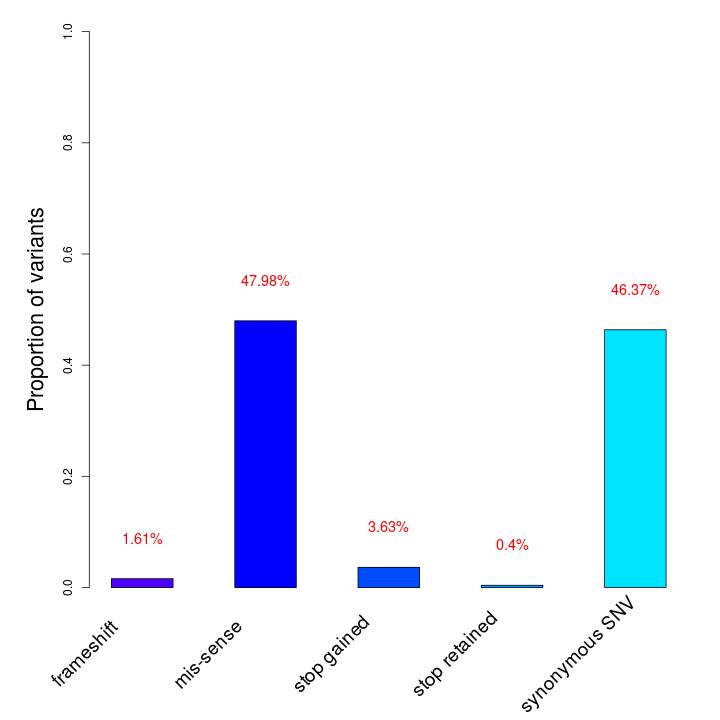 Proportion of variants
1.0
0.8
0.6
0.4
0.2
0.0
1.61%
47.98%
3.63%
0.4%
46.37%
frameshift
mis-sense
stop gained
stop retained
synonymous SNV